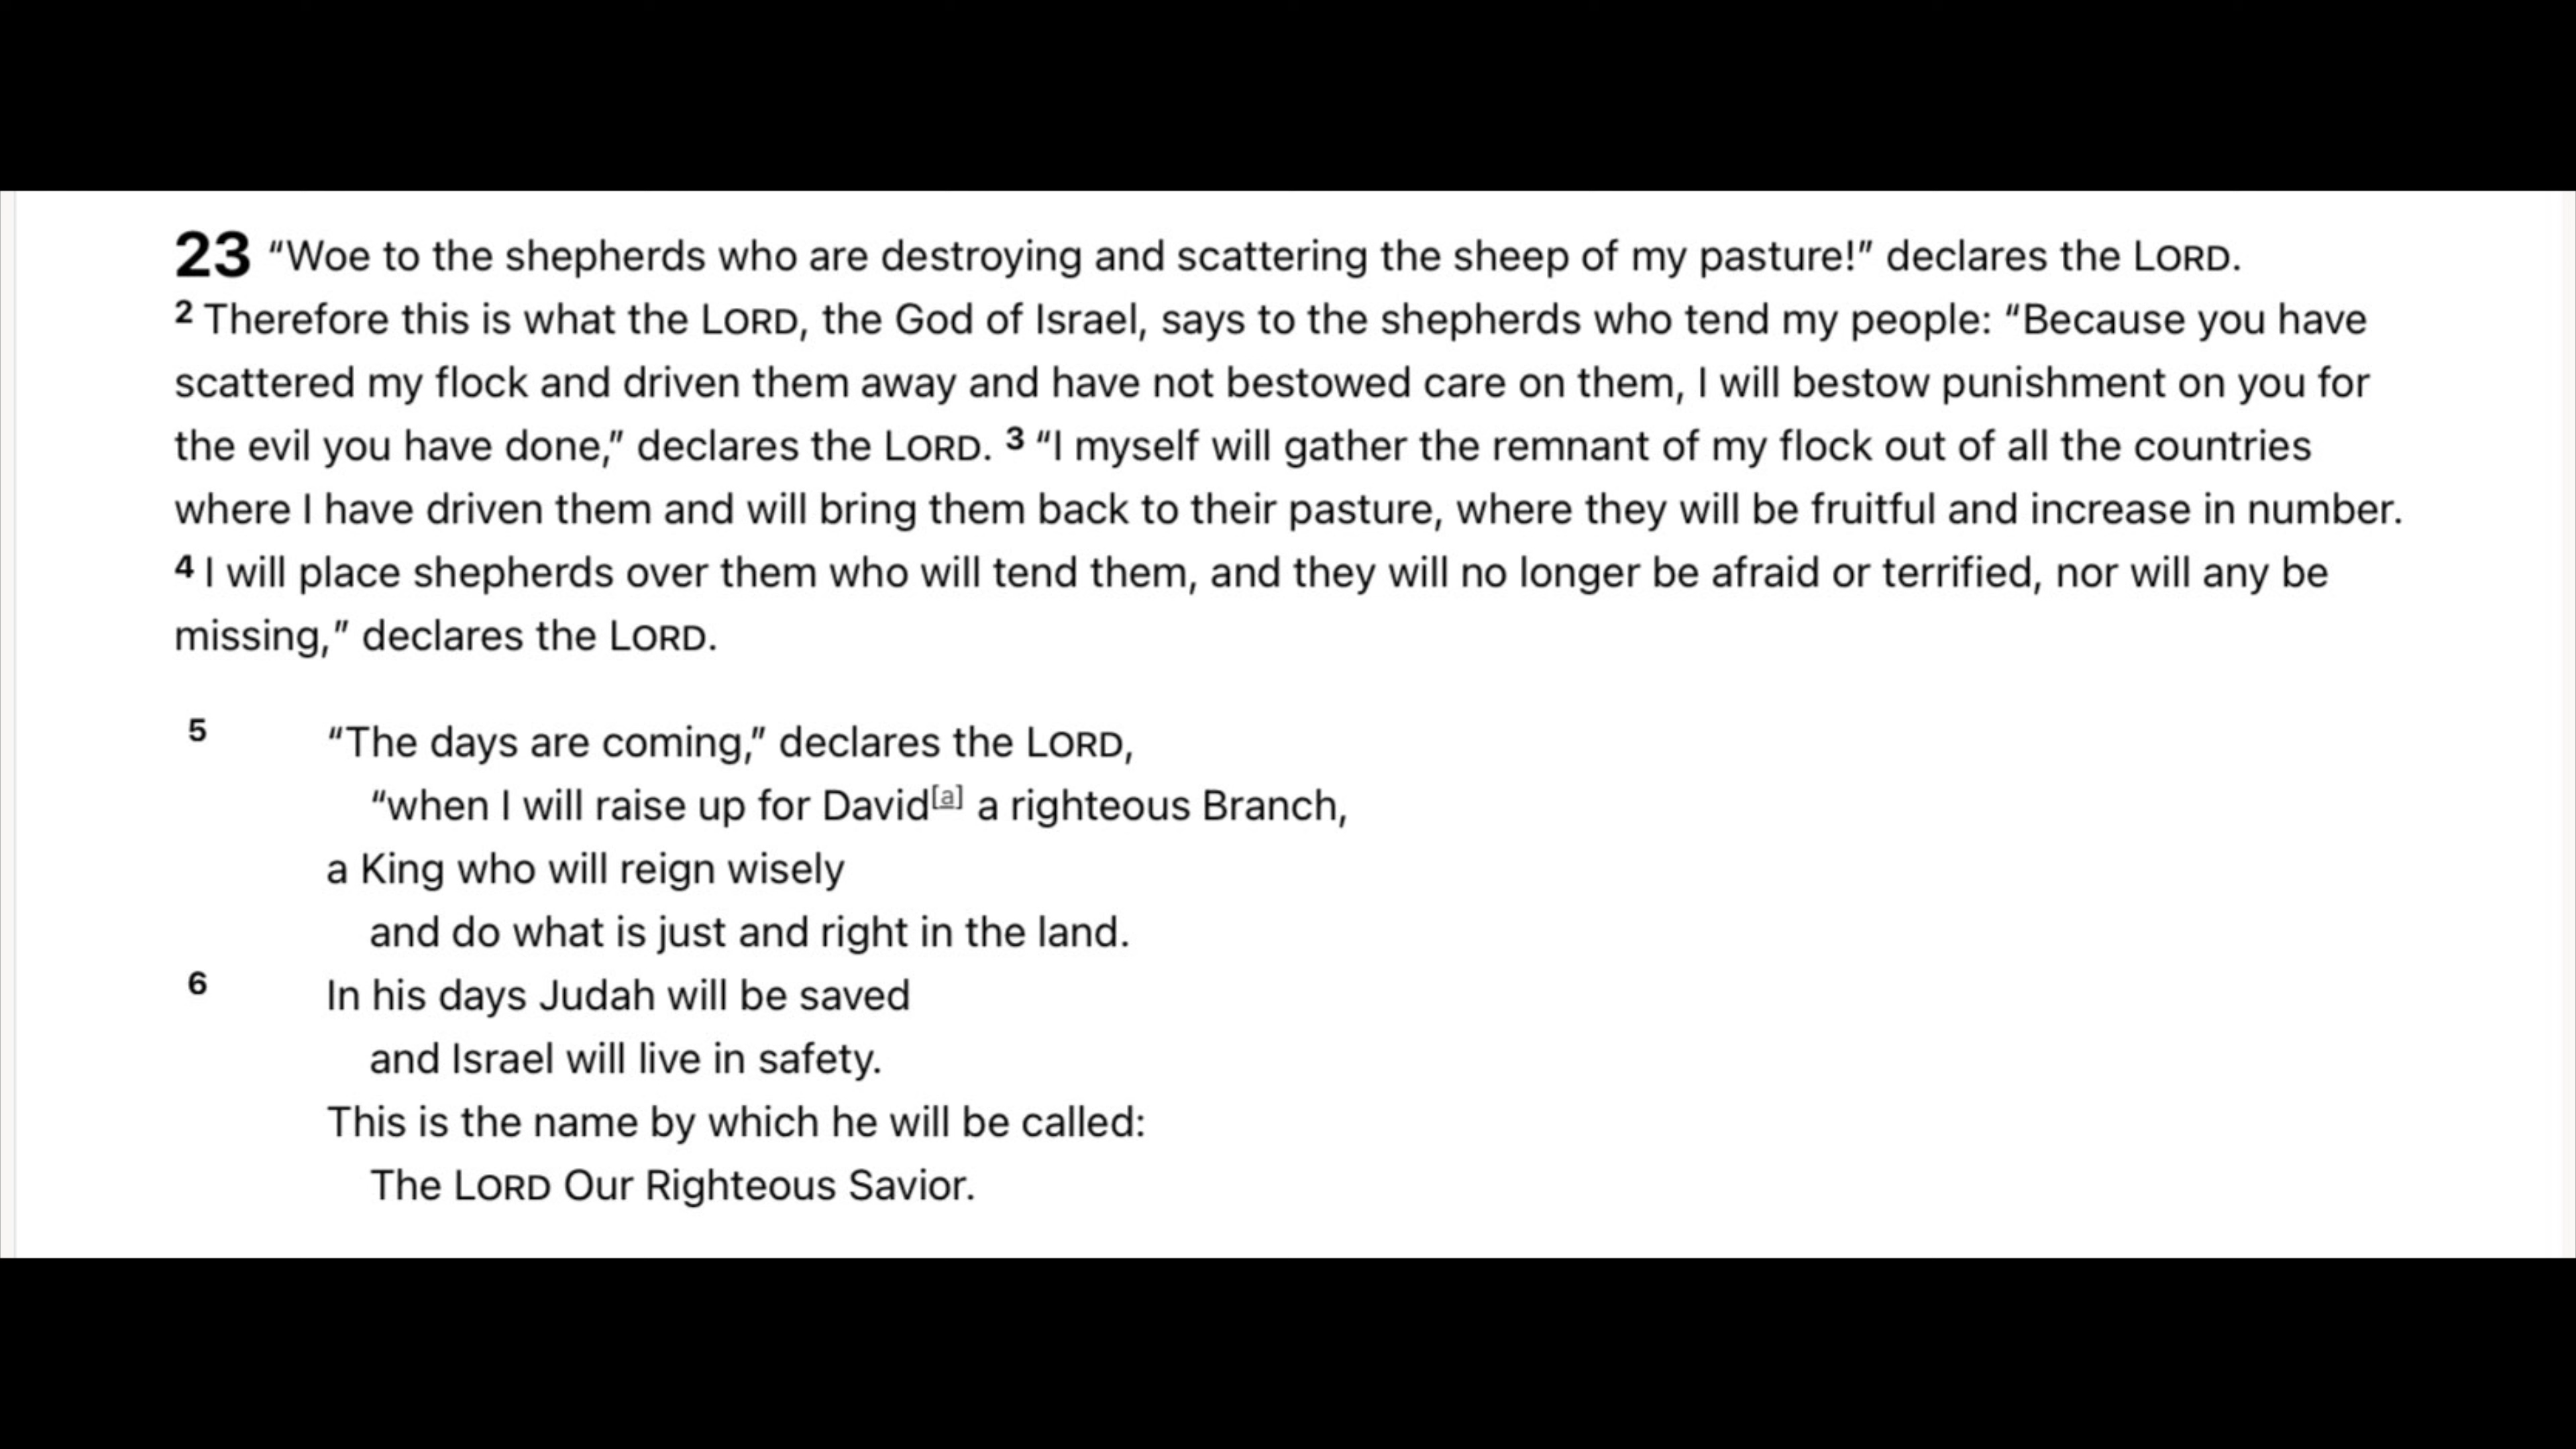 23 “Woe to the shepherds who are destroying and scattering the sheep of my pasture!” declares the LORD.
2 Therefore this is what the LORD, the God of Israel, says to the shepherds who tend my people: “Because you have
scattered my flock and driven them away and have not bestowed care on them, I will bestow punishment on you for
the evil you have done,” declares the LORD. 3 “I myself will gather the remnant of my flock out of all the countries
where I have driven them and will bring them back to their pasture, where they will be fruitful and increase in number.
4 I will place shepherds over them who will tend them, and they will no longer be afraid or terrified, nor will any be
missing,” declares the LORD.
5 “The days are coming,” declares the LORD,
“when I will raise up for David[a] a righteous Branch,
a King who will reign wisely
and do what is just and right in the land.
6 In his days Judah will be saved
and Israel will live in safety.
This is the name by which he will be called:
The LORD Our Righteous Savior.